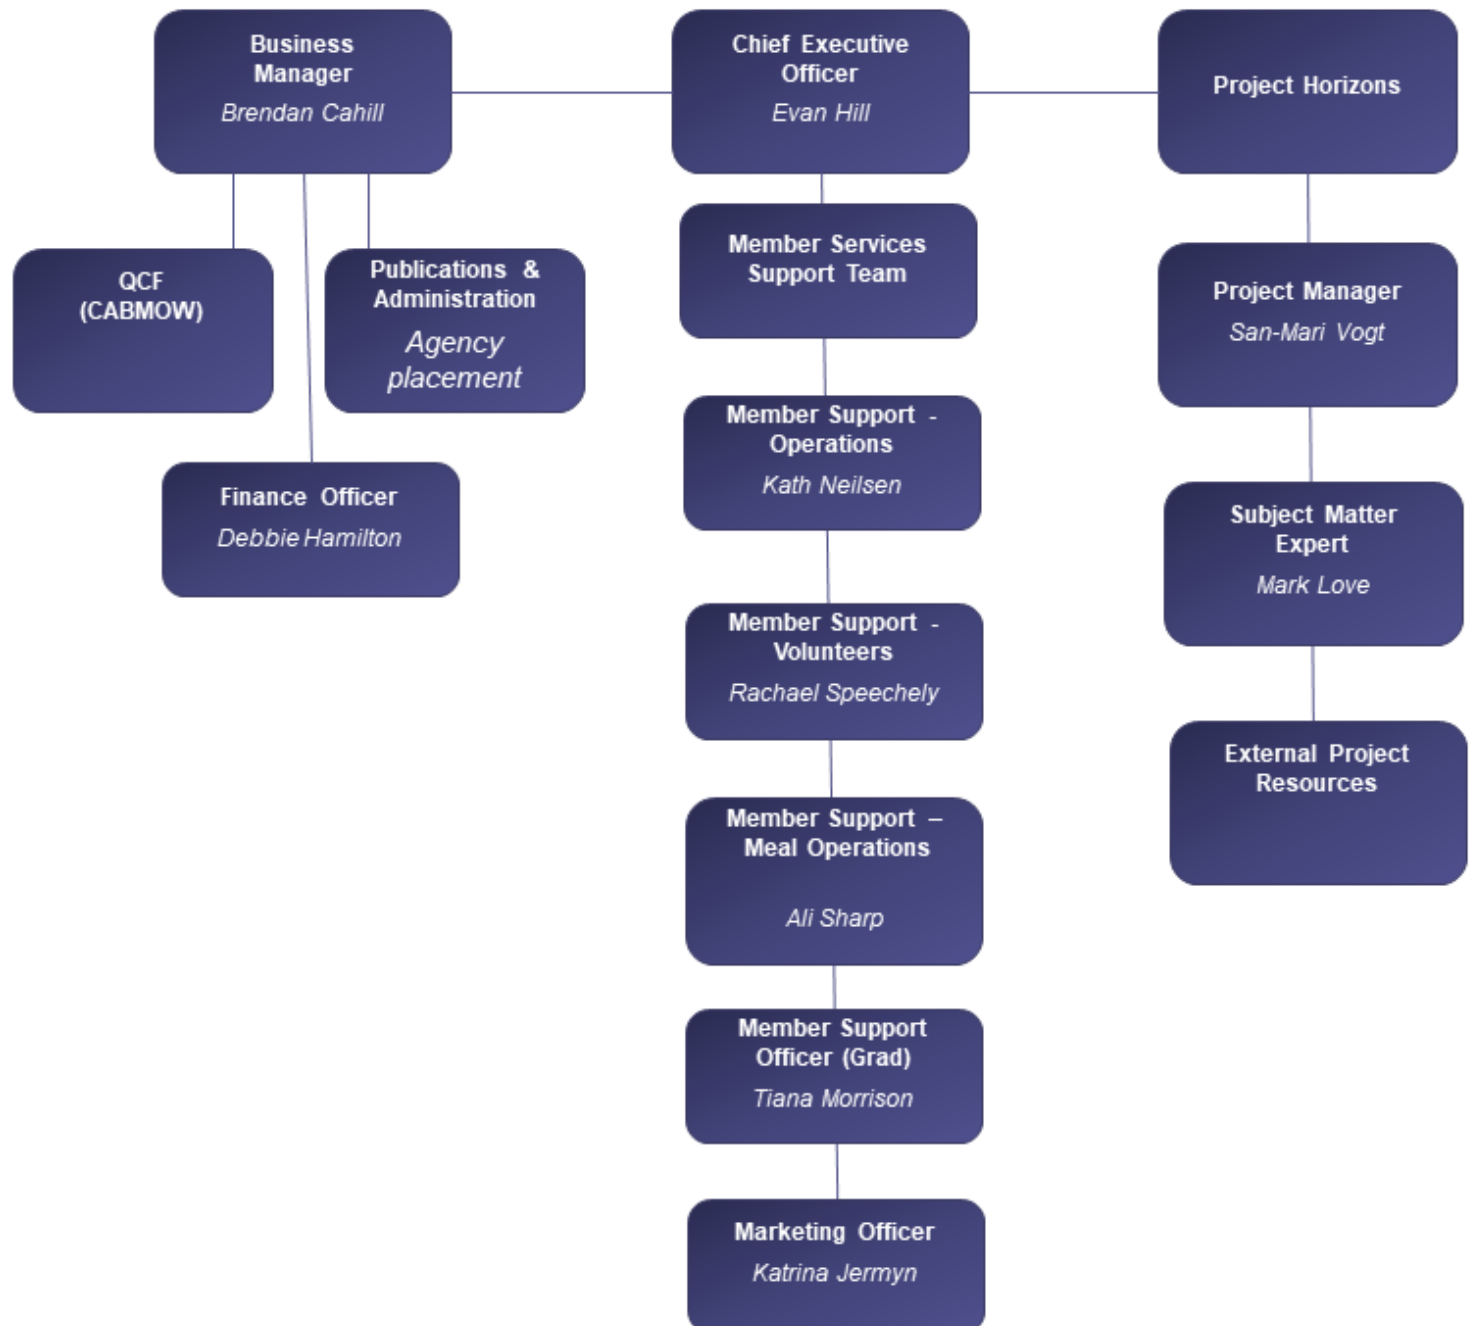 Business
Manager
Brendan Cahill
Chief Executive
Officer
Evan Hill
Project Horizons
QCF
(CABMOW)
Publications &
Administration
Agency
placement
Finance Officer
Debbie Hamilton
Member Services
Support Team
Member Support -
Operations
Kath Neilsen
Member Support -
Volunteers
Rachael Speechely
Member Support –
Meal Operations
Ali Sharp
Member Support
Officer (Grad)
Tiana Morrison
Marketing Officer
Katrina Jermyn
Project Manager
San-Mari Vogt
Subject Matter
Expert
Mark Love
External Project
Resources